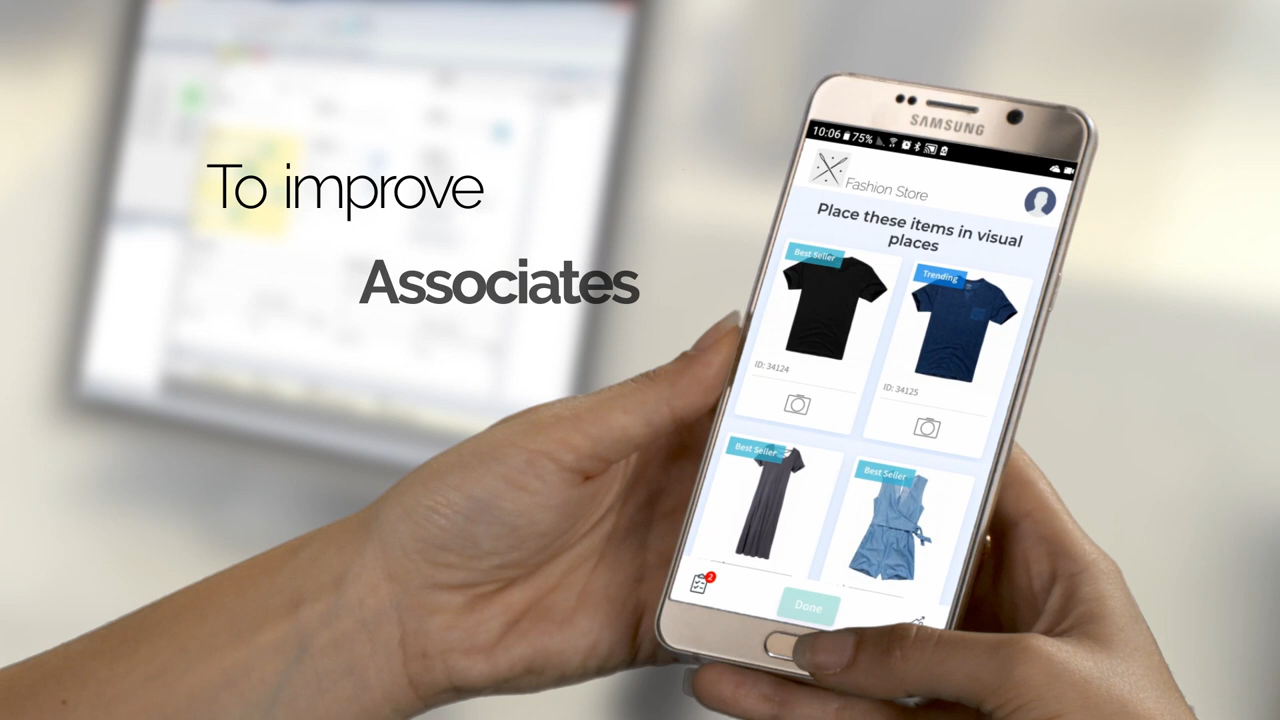 To improve
Associates
SAMSUNG
10:06 75%
Fashion Store
Place these items in visual
places
Best Seller
Trending
ID: 34124
ID: 34125
Best Seller
Best Seller
2
Done